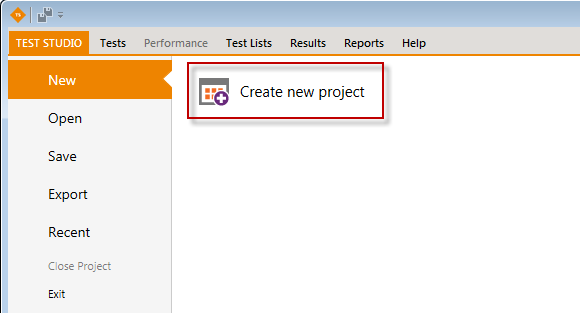 TS
TEST STUDIO Tests Performance Test Lists Results Reports Help
New
Create new project
Open
Save
Export
Recent
Close Project
Exit